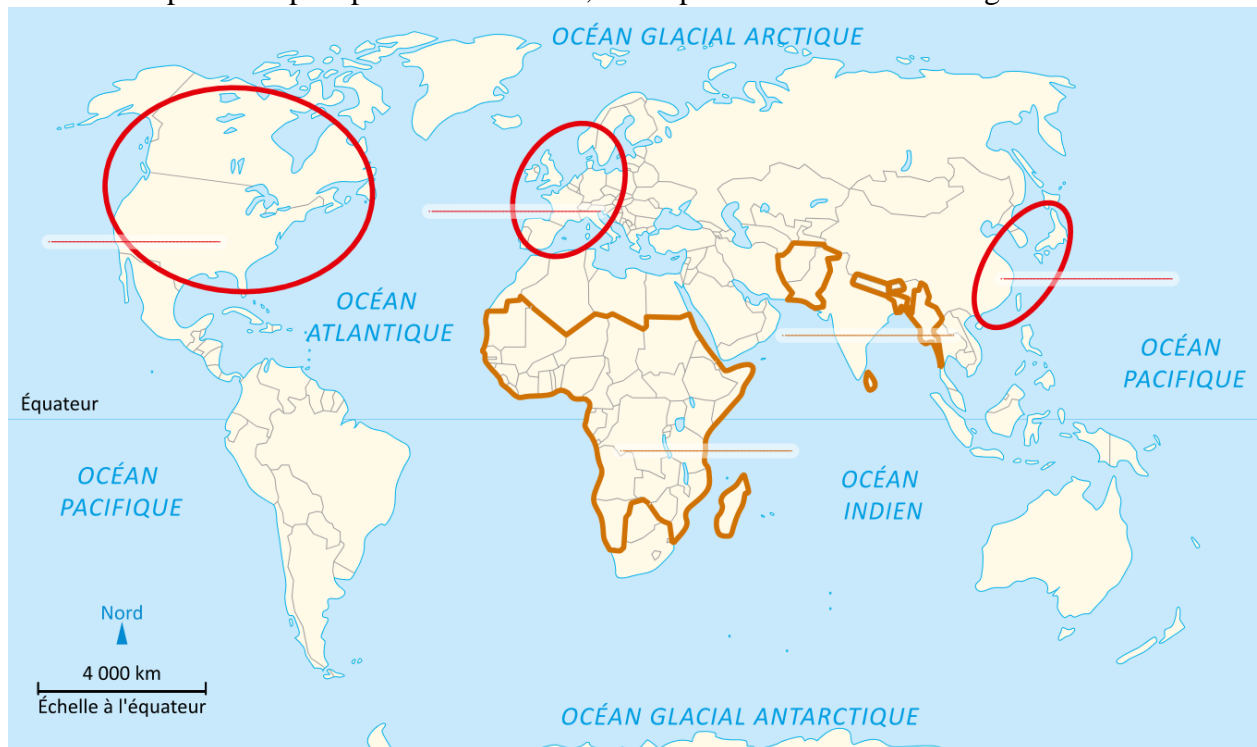 OCÉAN GLACIAL ARCTIQUE
OCÉAN
ATLANTIQUE
OCÉAN
PACIFIQUE
Équateur
OCÉAN
PACIFIQUE
OCÉAN
INDIEN
Nord
4 000 km
Échelle à l'équateur
OCÉAN GLACIAL ANTARCTIQUE